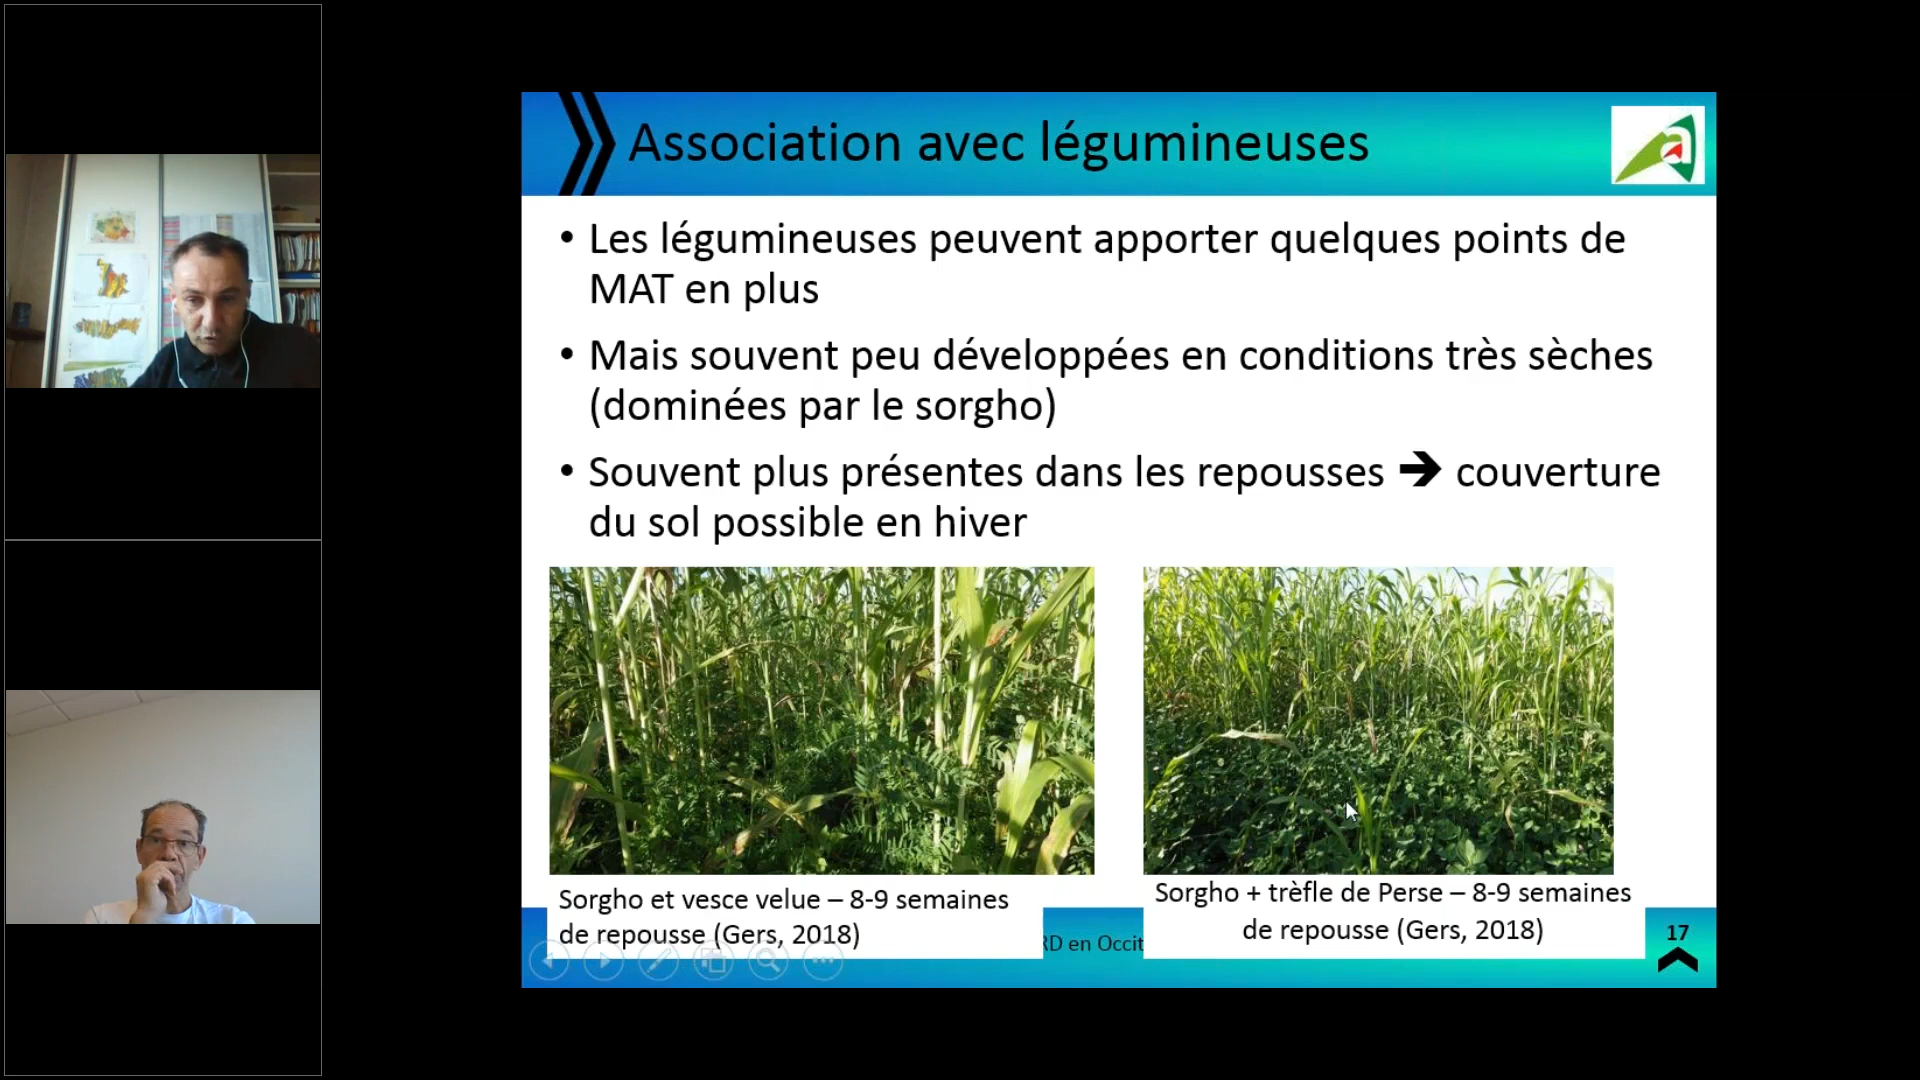 Association avec légumineuses
• Les légumineuses peuvent apporter quelques points de
MAT en plus
• Mais souvent peu développées en conditions très sèches
(dominées par le sorgho)
• Souvent plus présentes dans les repousses ➔ couverture
du sol possible en hiver
Sorgho et vesce velue – 8-9 semaines
de repousse (Gers, 2018)
Sorgho + trèfle de Perse – 8-9 semaines
de repousse (Gers, 2018)
RD en Occit
17